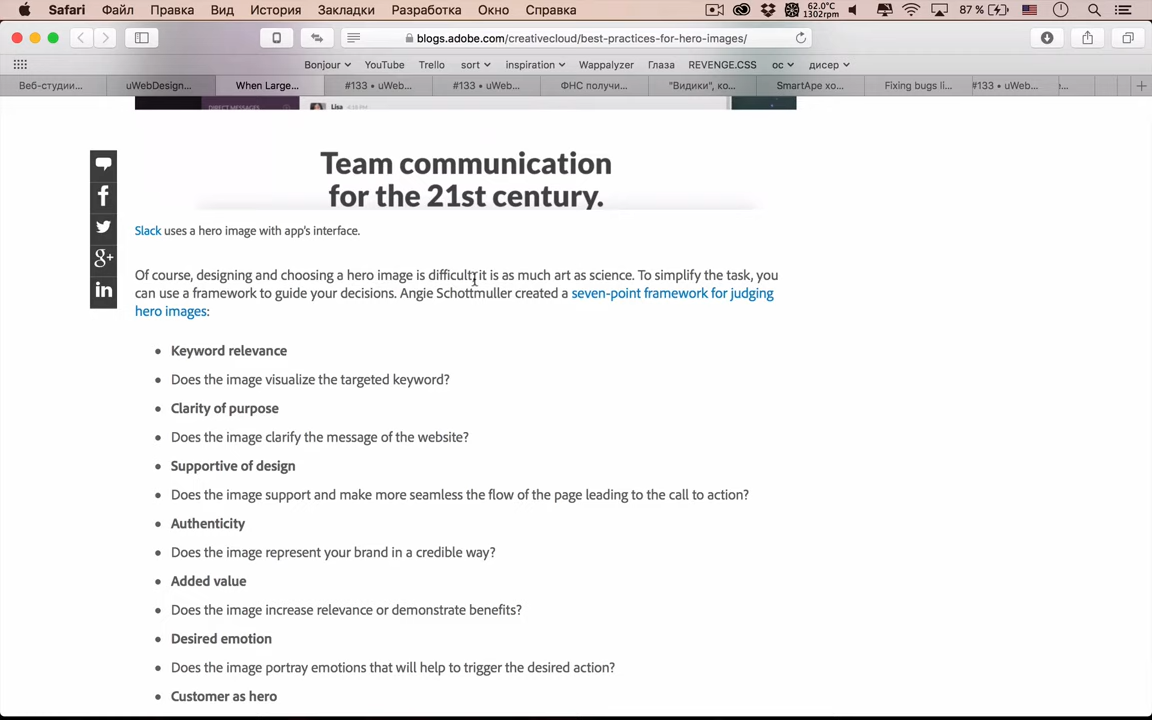 Safari Файл Правка Вид История Закладки Разработка Окно Справка 62.0°C 1302rpm 87 %
blogs.adobe.com/creativecloud/best-practices-for-hero-images/
Bonjour YouTube Trello sort inspiration Wappalyzer Глаза REVENGE.CSS ос дисер
Веб-студии... uWebDesign... When Large... #133 • uWeb... #133 • uWeb... ФНС получи... "Видики", ко... SmartApe хо... Fixing bugs li... #133 • uWeb...
DIRECT MESSAGES Lisa
Team communication
for the 21st century.
Slack uses a hero image with app's interface.
Of course, designing and choosing a hero image is difficult; it is as much art as science. To simplify the task, you
can use a framework to guide your decisions. Angie Schottmuller created a seven-point framework for judging
hero images:
f
g+
in
• Keyword relevance
• Does the image visualize the targeted keyword?
• Clarity of purpose
• Does the image clarify the message of the website?
• Supportive of design
• Does the image support and make more seamless the flow of the page leading to the call to action?
• Authenticity
• Does the image represent your brand in a credible way?
• Added value
• Does the image increase relevance or demonstrate benefits?
• Desired emotion
• Does the image portray emotions that will help to trigger the desired action?
• Customer as hero